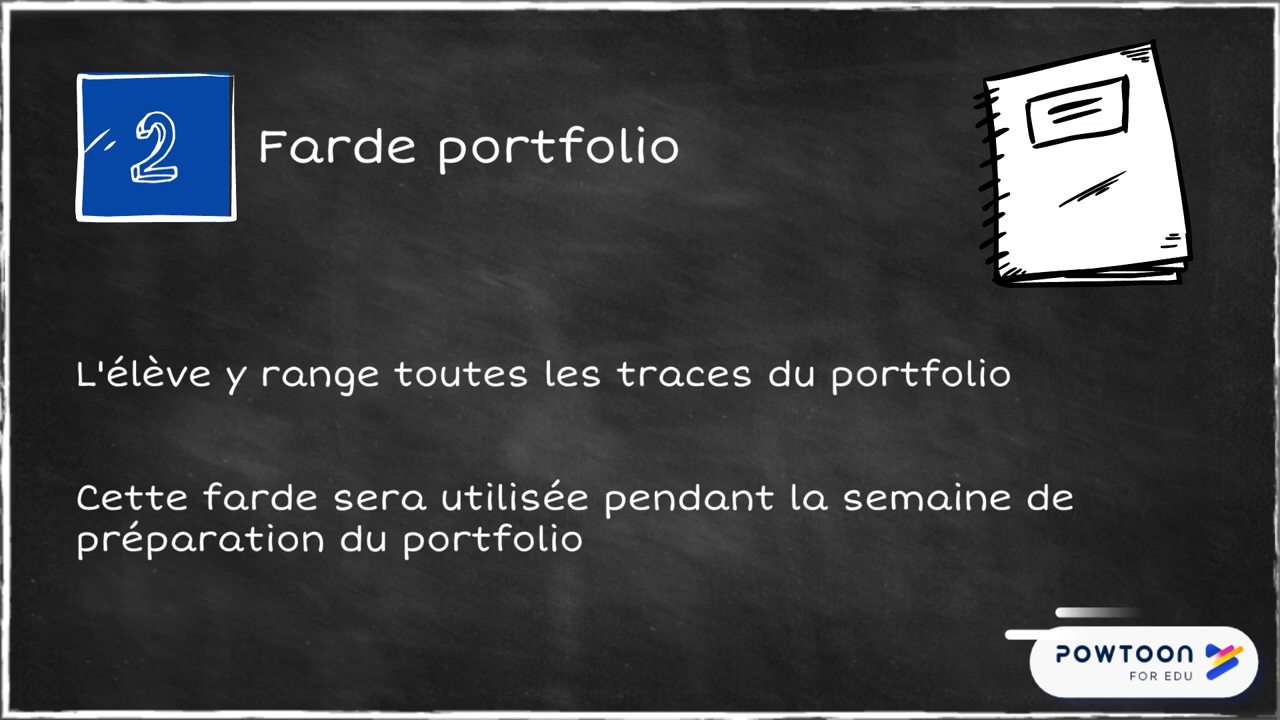 2
Farde portfolio
L'élève y range toutes les traces du portfolio
Cette farde sera utilisée pendant la semaine de
préparation du portfolio
POWTOON
FOR EDU